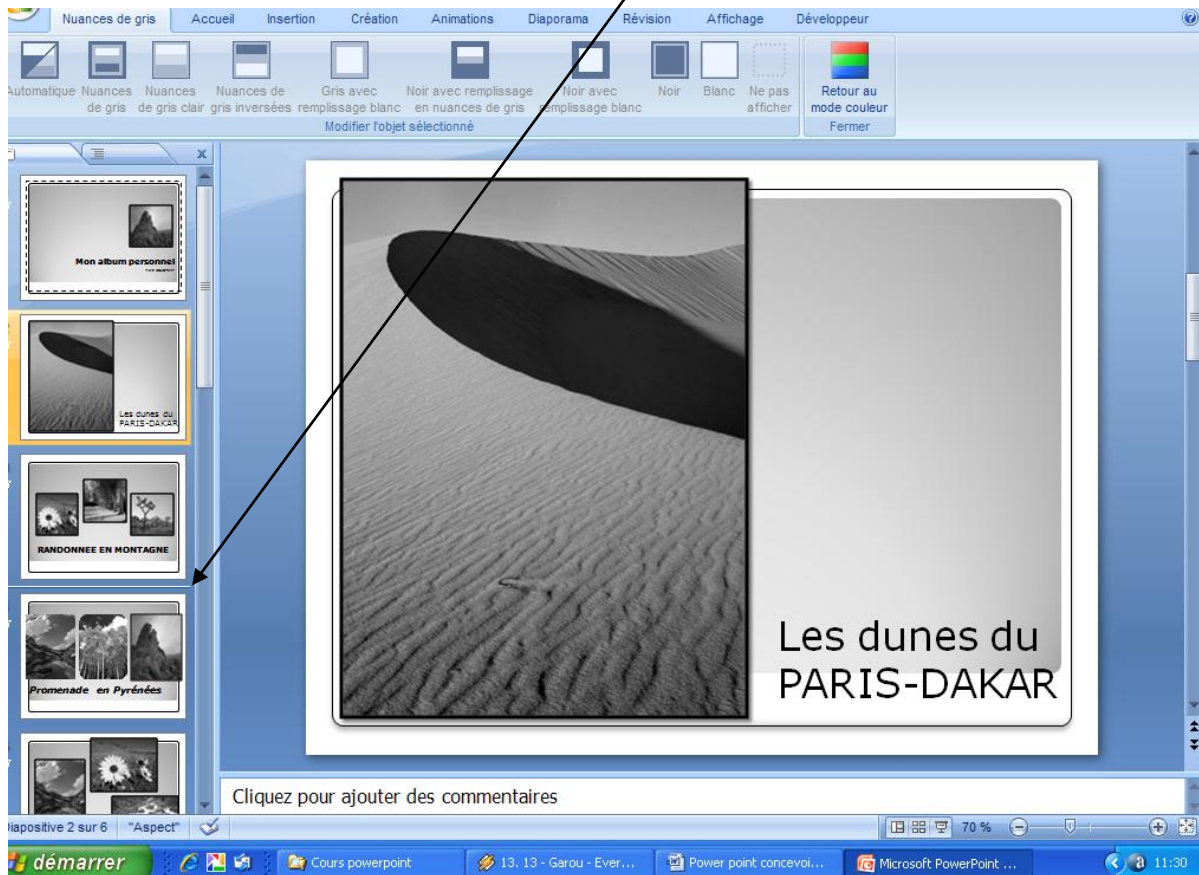 Nuances de gris Accueil Insertion Création Animations Diaporama Révision Affichage Développeur
Automatique Nuances de gris Nuances de gris clair Nuances de gris inversées Gris avec remplissage blanc Noir avec remplissage en nuances de gris Noir avec remplissage blanc Noir Blanc Ne pas afficher Retour au mode couleur
Modifier l'objet sélectionné Fermer
Mon album personnel
Les dunes du
PARIS-DAKAR
RANDONNEE EN MONTAGNE
Promenade en Pyrénées
Les dunes du
PARIS-DAKAR
Cliquez pour ajouter des commentaires
Diapositive 2 sur 6 "Aspect" 70 %
démarrer Cours powerpoint 13. 13 - Garou - Ever... Power point concevoi... Microsoft PowerPoint ... 11:30